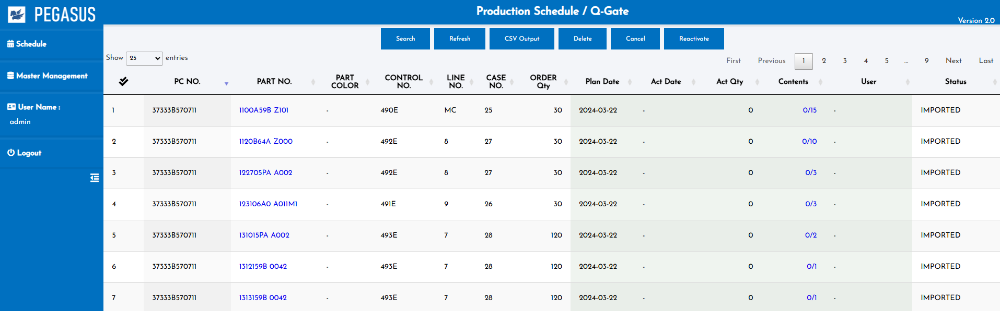 PEGASUS
Production Schedule / Q-Gate
Version 2.0
Schedule
Master Management
User Name :
admin
Logout
Search Refresh CSV Output Delete Cancel Reactivate
Show 25 entries
First Previous 1 2 3 4 5 ... 9 Next Last
PC NO. PART NO. PART COLOR CONTROL NO. LINE NO. CASE NO. ORDER Qty Plan Date Act Date Act Qty Contents User Status
1 37333B570711 1100A59B Z101 - 490E MC 25 30 2024-03-22 - 0 0/15 - IMPORTED
2 37333B570711 1120B64A Z000 - 492E 8 27 30 2024-03-22 - 0 0/10 - IMPORTED
3 37333B570711 122705PA A002 - 492E 8 27 30 2024-03-22 - 0 0/3 - IMPORTED
4 37333B570711 123106A0 A011M1 - 491E 9 26 30 2024-03-22 - 0 0/3 - IMPORTED
5 37333B570711 131015PA A002 - 493E 7 28 120 2024-03-22 - 0 0/2 - IMPORTED
6 37333B570711 1312159B 0042 - 493E 7 28 120 2024-03-22 - 0 0/1 - IMPORTED
7 37333B570711 1313159B 0042 - 493E 7 28 120 2024-03-22 - 0 0/1 - IMPORTED